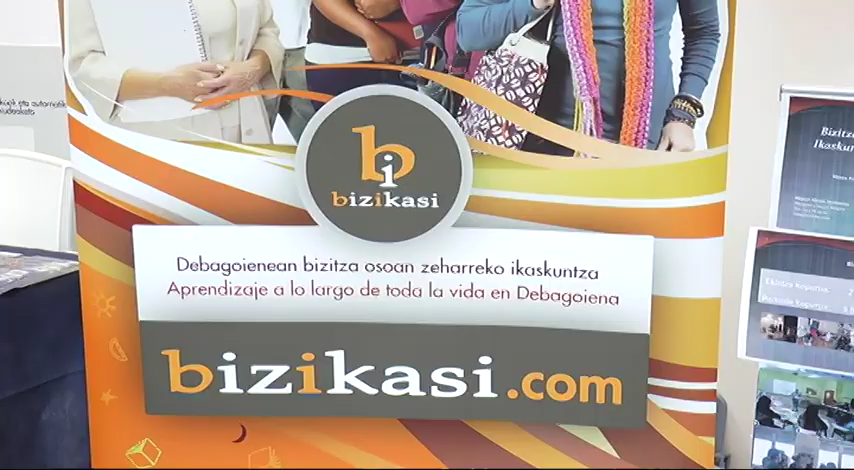 bi
bizikasi
Debagoienean bizitza osoan zeharreko ikaskuntza
Aprendizaje a lo largo de toda la vida en Debagoiena
bizikasi.com